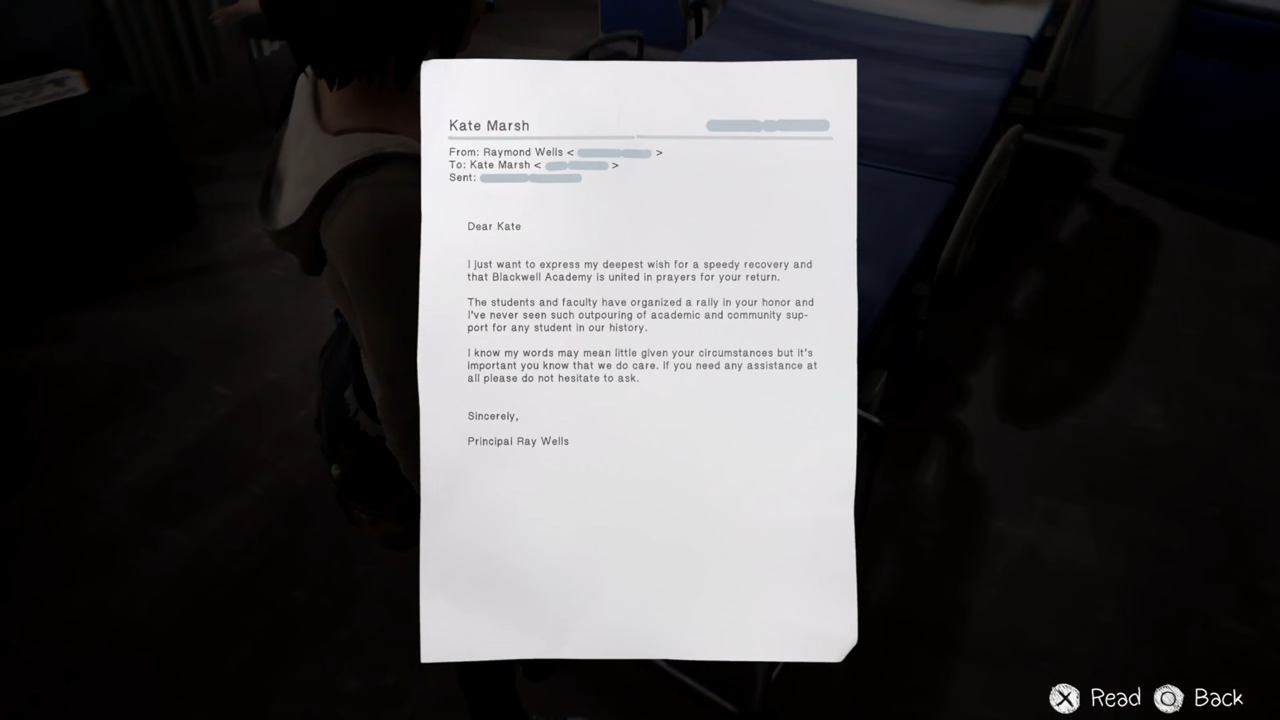 Kate Marsh
From: Raymond Wells < >
To: Kate Marsh < >
Sent:
Dear Kate
I just want to express my deepest wish for a speedy recovery and
that Blackwell Academy is united in prayers for your return.
The students and faculty have organized a rally in your honor and
I've never seen such outpouring of academic and community sup-
port for any student in our history.
I know my words may mean little given your circumstances but it's
important you know that we do care. If you need any assistance at
all please do not hesitate to ask.
Sincerely,
Principal Ray Wells
Read Back